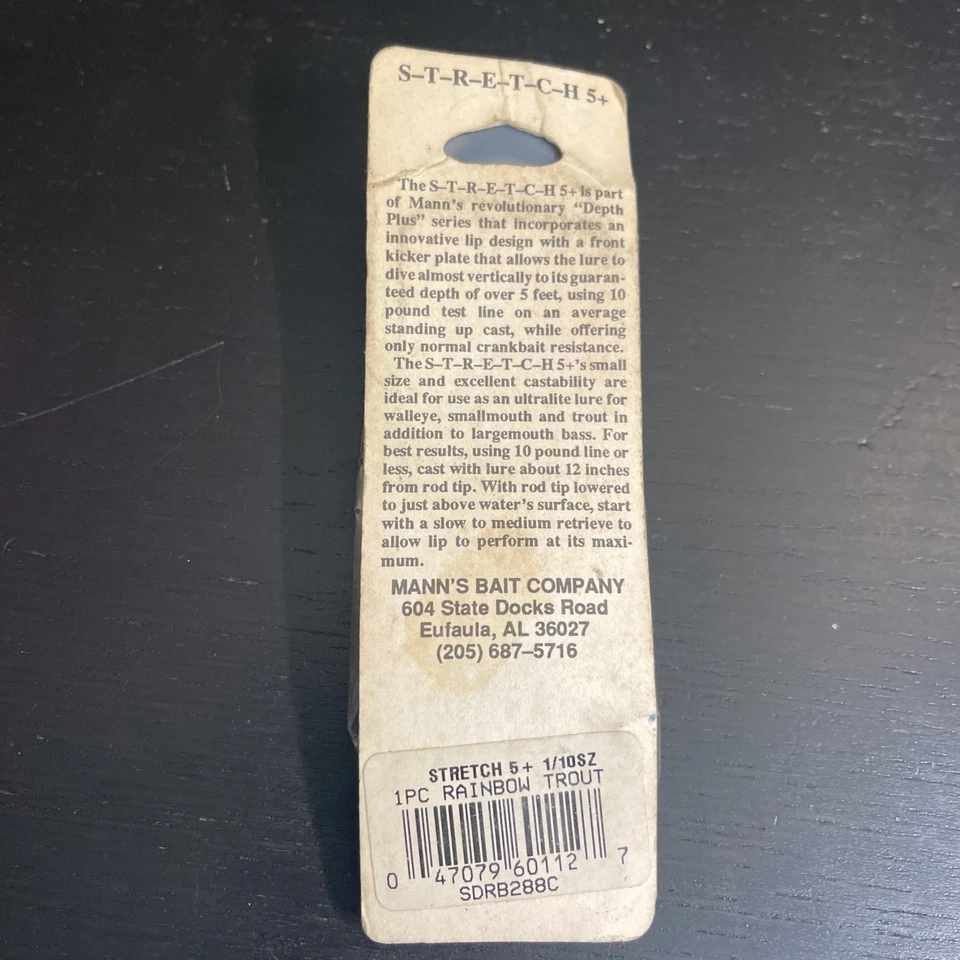 S–T–R–E–T–C–H 5+
The S–T–R–E–T–C–H 5+ is part
of Mann's revolutionary "Depth
Plus" series that incorporates an
innovative lip design with a front
kicker plate that allows the lure to
dive almost vertically to its guaran-
teed depth of over 5 feet, using 10
pound test line on an average
standing up cast, while offering
only normal crankbait resistance.
The S–T–R–E–T–C–H 5+'s small
size and excellent castability are
ideal for use as an ultralite lure for
walleye, smallmouth and trout in
addition to largemouth bass. For
best results, using 10 pound line or
less, cast with lure about 12 inches
from rod tip. With rod tip lowered
to just above water's surface, start
with a slow to medium retrieve to
allow lip to perform at its maxi-
mum.
MANN'S BAIT COMPANY
604 State Docks Road
Eufaula, AL 36027
(205) 687–5716
STRETCH 5+ 1/10SZ
1PC RAINBOW TROUT
0 47079 60112 7
SDRB288C